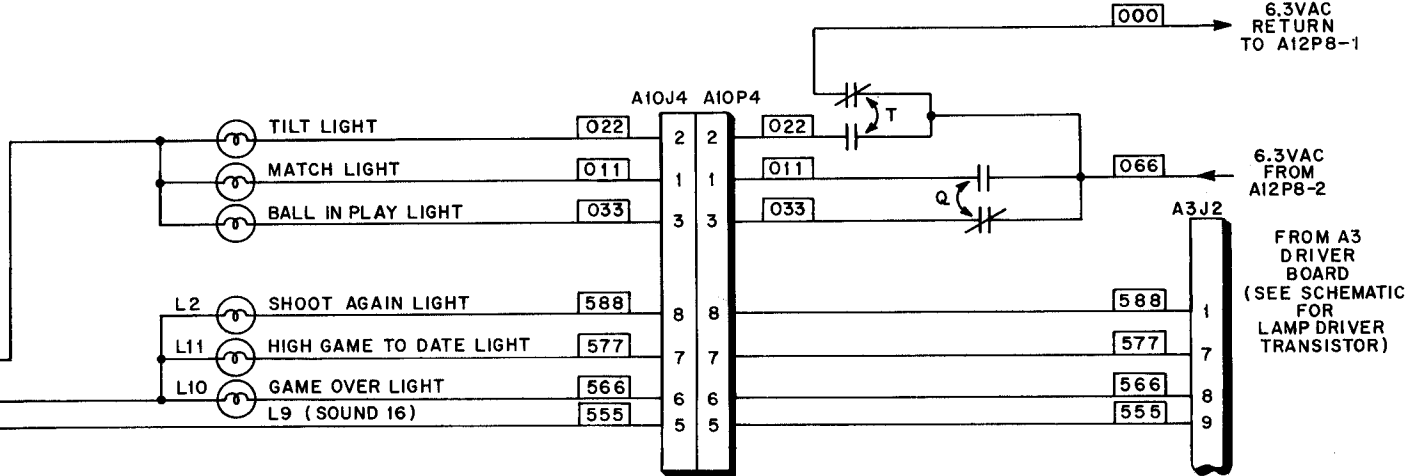 000
6.3VAC
RETURN
TO A12P8-1
A10J4 A10P4
T
TILT LIGHT 022 2 2 022
MATCH LIGHT 011 1 1 011
066
6.3VAC
FROM
A12P8-2
Q
BALL IN PLAY LIGHT 033 3 3 033
A3J2
FROM A3
DRIVER
BOARD
(SEE SCHEMATIC
FOR
LAMP DRIVER
TRANSISTOR)
L2 SHOOT AGAIN LIGHT 588 8 8 588 1
L11 HIGH GAME TO DATE LIGHT 577 7 7 577 7
L10 GAME OVER LIGHT 566 6 6 566 8
L9 (SOUND 16) 555 5 5 555 9